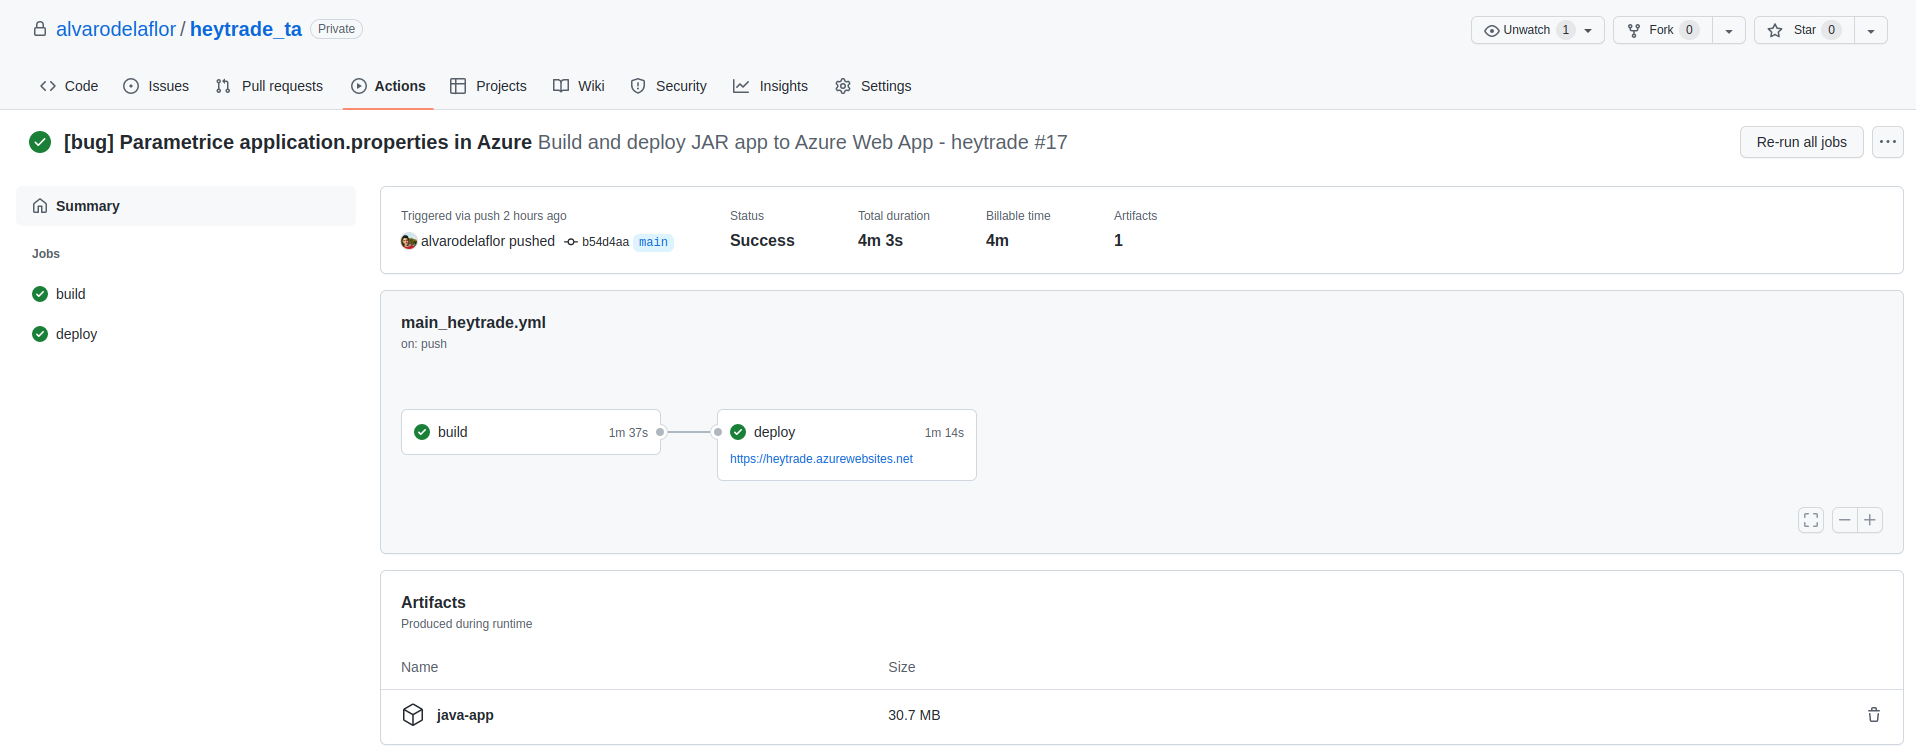 alvarodelaflor / heytrade_ta Private
Unwatch 1 Fork 0 Star 0
Code Issues Pull requests Actions Projects Wiki Security Insights Settings
[bug] Parametrice application.properties in Azure Build and deploy JAR app to Azure Web App - heytrade #17
Re-run all jobs
Summary
Jobs
build
deploy
Triggered via push 2 hours ago
alvarodelaflor pushed b54d4aa main
Status
Success
Total duration
4m 3s
Billable time
4m
Artifacts
1
main_heytrade.yml
on: push
build 1m 37s
deploy 1m 14s
https://heytrade.azurewebsites.net
Artifacts
Produced during runtime
Name Size
java-app 30.7 MB